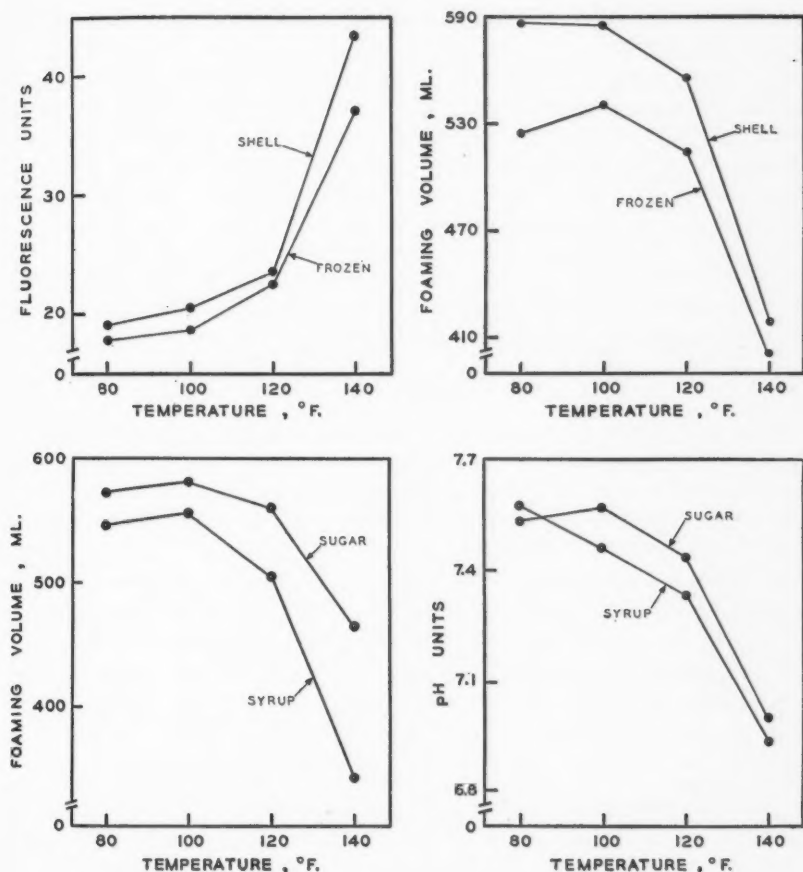 FLUORESCENCE UNITS
40
30
20
0
SHELL
FROZEN
80 100 120 140
TEMPERATURE , °F.
FOAMING VOLUME , ML.
590
530
470
410
0
SHELL
FROZEN
80 100 120 140
TEMPERATURE , °F.
FOAMING VOLUME , ML.
600
500
400
0
SUGAR
SYRUP
80 100 120 140
TEMPERATURE , °F.
pH UNITS
7.7
7.4
7.1
6.8
0
SUGAR
SYRUP
80 100 120 140
TEMPERATURE , °F.